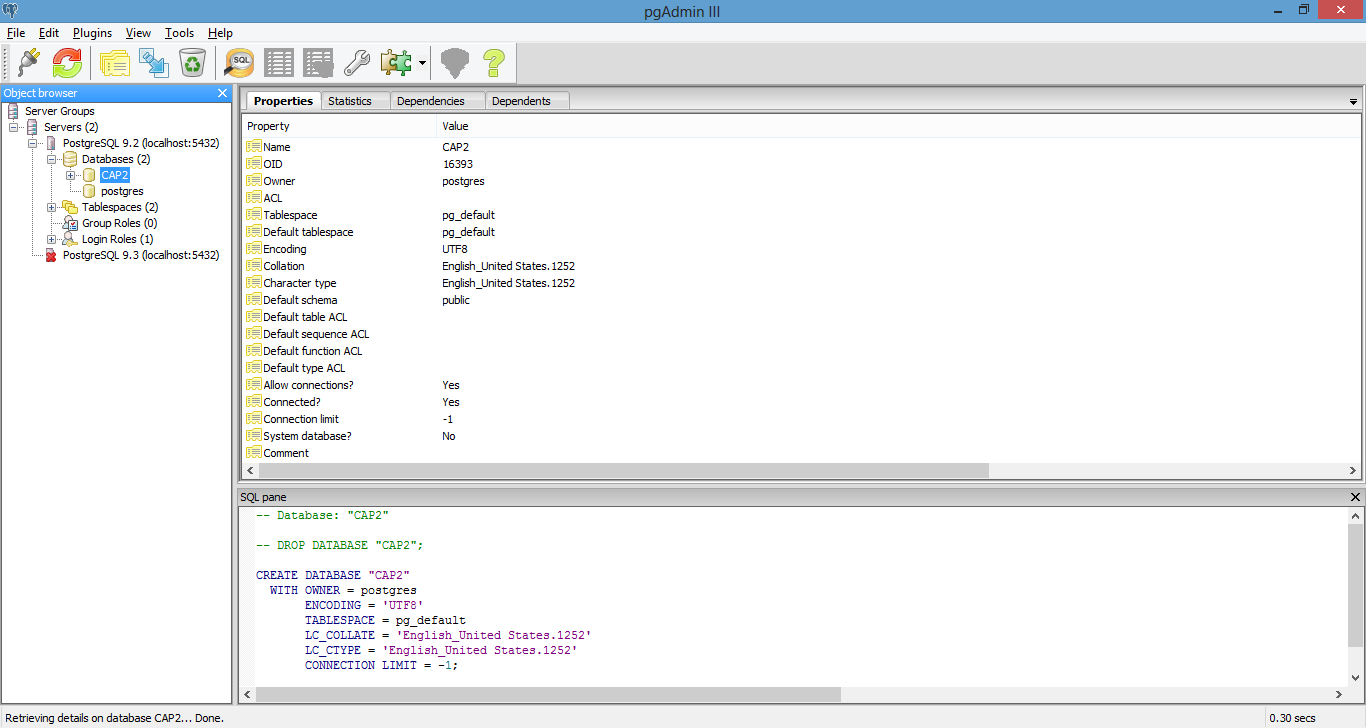 pgAdmin III
File Edit Plugins View Tools Help
SQL
Object browser
Server Groups
Servers (2)
PostgreSQL 9.2 (localhost:5432)
Databases (2)
CAP2
postgres
Tablespaces (2)
Group Roles (0)
Login Roles (1)
PostgreSQL 9.3 (localhost:5432)
Properties Statistics Dependencies Dependents
Property Value
Name CAP2
OID 16393
Owner postgres
ACL
Tablespace pg_default
Default tablespace pg_default
Encoding UTF8
Collation English_United States.1252
Character type English_United States.1252
Default schema public
Default table ACL
Default sequence ACL
Default function ACL
Default type ACL
Allow connections? Yes
Connected? Yes
Connection limit -1
System database? No
Comment
SQL pane
-- Database: "CAP2"
-- DROP DATABASE "CAP2";
CREATE DATABASE "CAP2"
WITH OWNER = postgres
ENCODING = 'UTF8'
TABLESPACE = pg_default
LC_COLLATE = 'English_United States.1252'
LC_CTYPE = 'English_United States.1252'
CONNECTION LIMIT = -1;
Retrieving details on database CAP2... Done. 0.30 secs